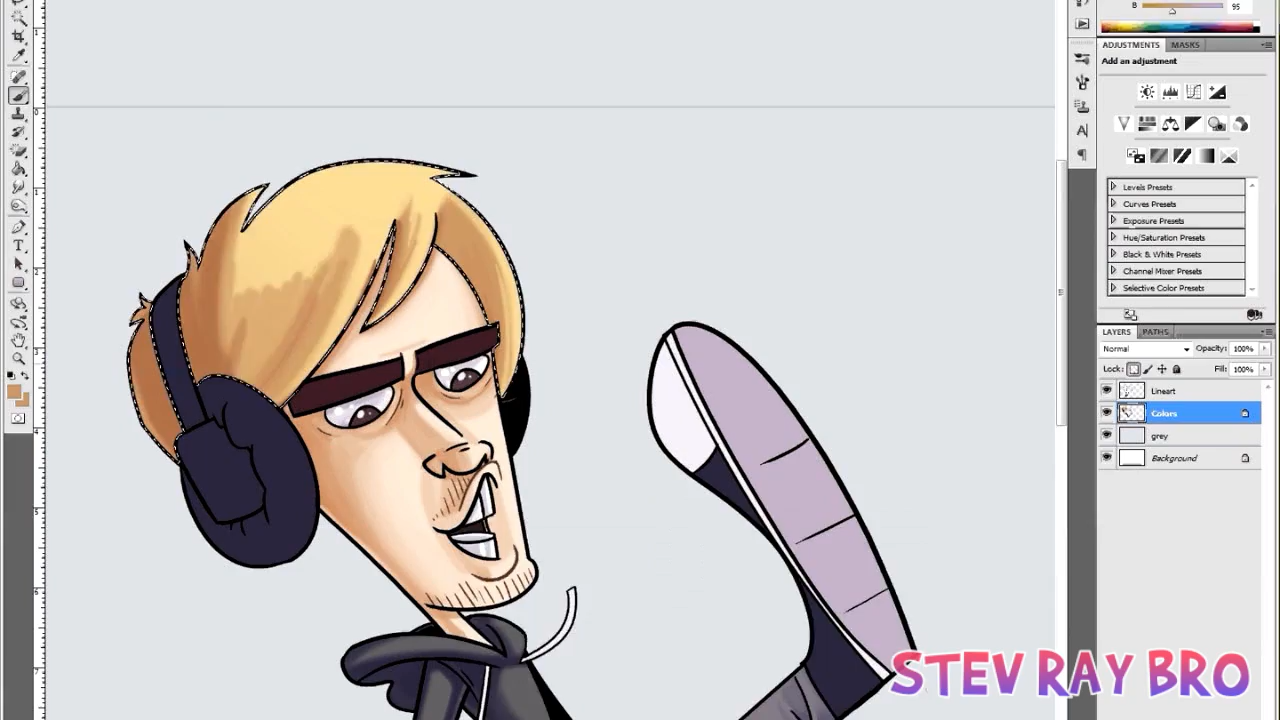 B 95
ADJUSTMENTS MASKS
Add an adjustment
Levels Presets
Curves Presets
Exposure Presets
Hue/Saturation Presets
Black & White Presets
Channel Mixer Presets
Selective Color Presets
LAYERS PATHS
Normal Opacity: 100%
Lock: Fill: 100%
Lineart
Colors
grey
Background
STEV RAY BRO